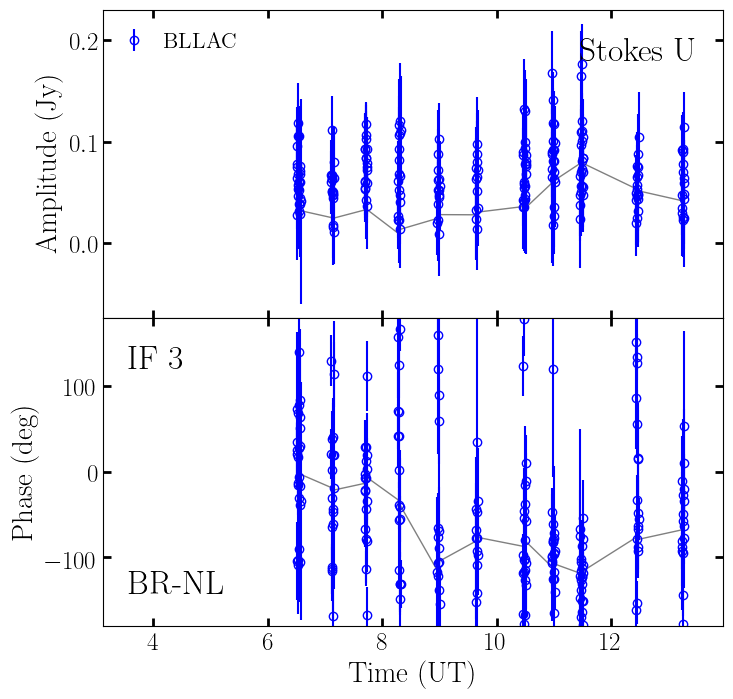 BLLAC
Stokes U
0.2
0.1
0.0
Amplitude (Jy)
IF 3
100
0
−100
Phase (deg)
BR-NL
4 6 8 10 12
Time (UT)